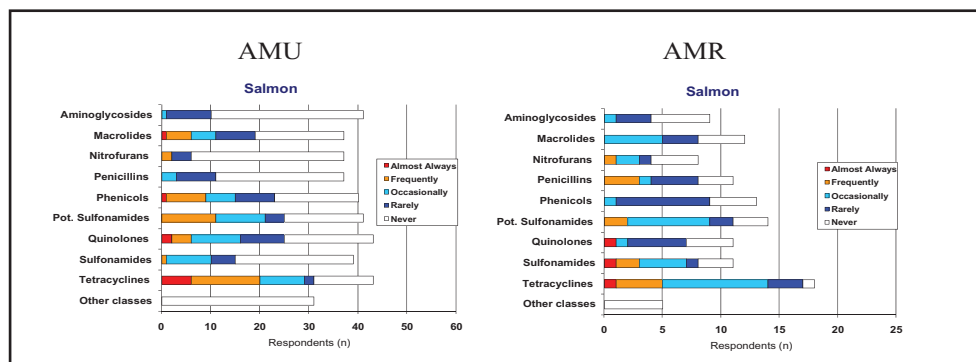 AMU
Salmon
Aminoglycosides
Macrolides
Nitrofurans
Penicillins
Phenicols
Pot. Sulfonamides
Quinolones
Sulfonamides
Tetracyclines
Other classes
0 10 20 30 40 50 60
Respondents (n)
Almost Always
Frequently
Occasionally
Rarely
Never
AMR
Salmon
Aminoglycosides
Macrolides
Nitrofurans
Penicillins
Phenicols
Pot. Sulfonamides
Quinolones
Sulfonamides
Tetracyclines
Other classes
0 5 10 15 20 25
Respondents (n)
Almost Always
Frequently
Occasionally
Rarely
Never